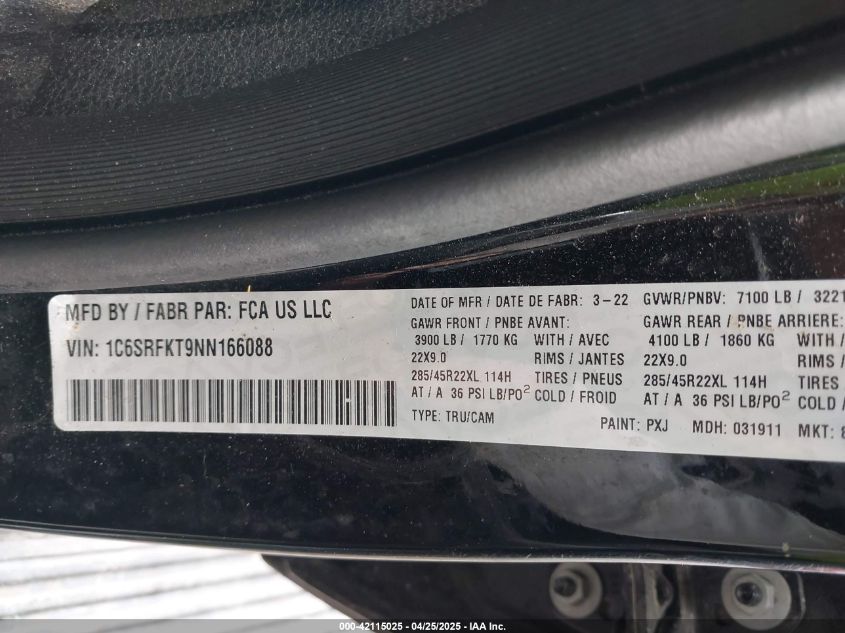 MFD BY / FABR PAR: FCA US LLC
VIN: 1C6SRFKT9NN166088
DATE OF MFR / DATE DE FABR: 3-22 GVWR/PNBV: 7100 LB / 3221
GAWR FRONT / PNBE AVANT: GAWR REAR / PNBE ARRIERE:
3900 LB / 1770 KG WITH / AVEC 4100 LB / 1860 KG WITH/
22X9.0 RIMS / JANTES 22X9.0 RIMS /
285/45R22XL 114H TIRES / PNEUS 285/45R22XL 114H TIRES
AT / A 36 PSI LB/PO² COLD / FROID AT / A 36 PSI LB/PO² COLD /
TYPE: TRU/CAM PAINT: PXJ MDH: 031911 MKT: 8
000-42115025 - 04/25/2025 - IAA Inc.